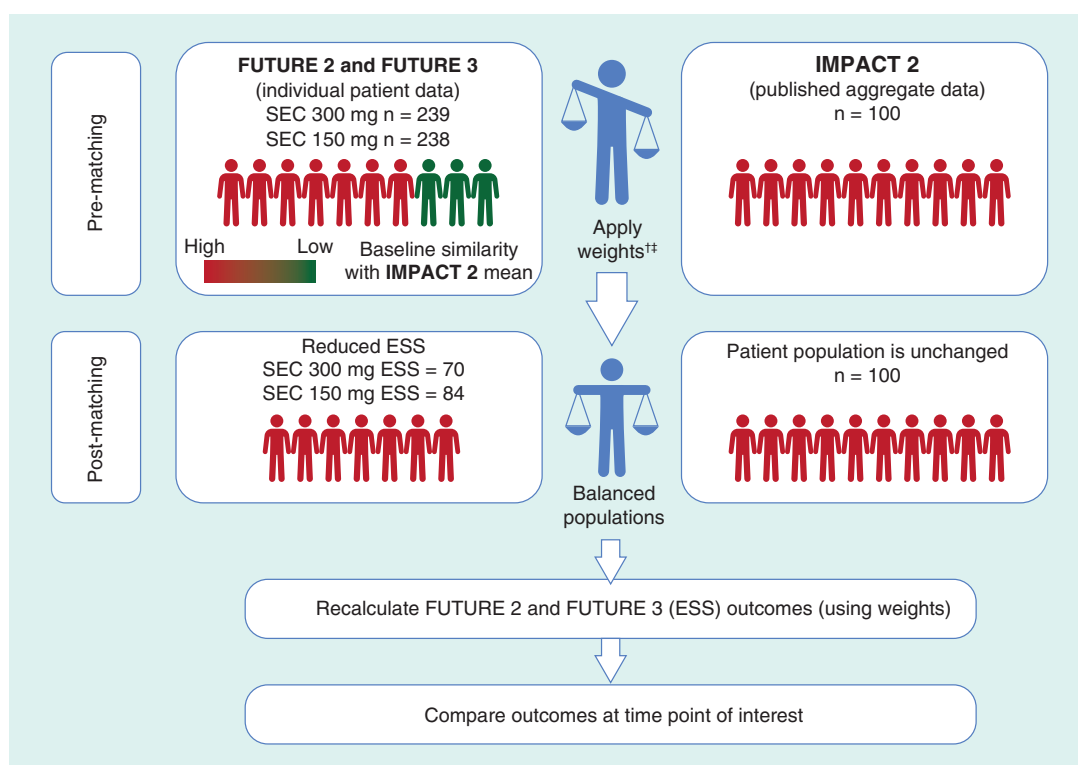 Pre-matching
FUTURE 2 and FUTURE 3
(individual patient data)
SEC 300 mg n = 239
SEC 150 mg n = 238
High
Low
Baseline similarity
with IMPACT 2 mean
Apply
weights†‡
IMPACT 2
(published aggregate data)
n = 100
Post-matching
Reduced ESS
SEC 300 mg ESS = 70
SEC 150 mg ESS = 84
Balanced
populations
Patient population is unchanged
n = 100
Recalculate FUTURE 2 and FUTURE 3 (ESS) outcomes (using weights)
Compare outcomes at time point of interest